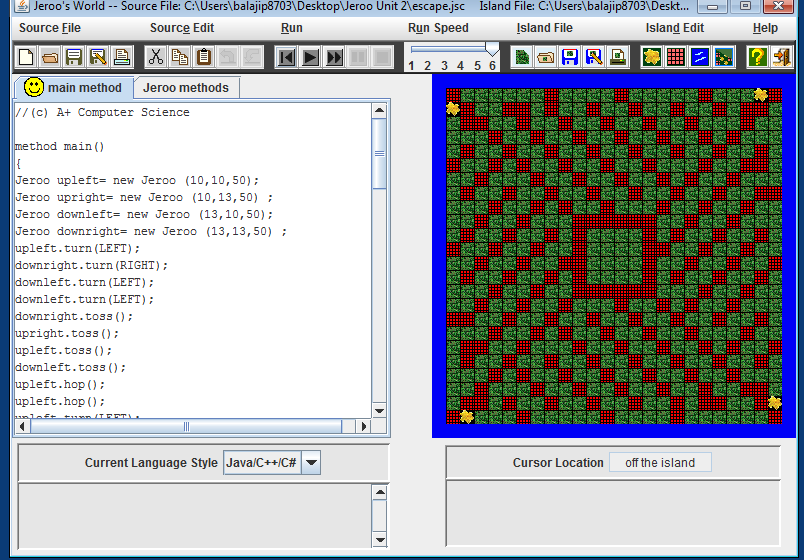 Jeroo's World -- Source File: C:\Users\balajip8703\Desktop\Jeroo Unit 2\escape.jsc Island File: C:\Users\balajip8703\Deskt...
Source File Source Edit Run Run Speed Island File Island Edit Help
1 2 3 4 5 6
main method Jeroo methods
//(c) A+ Computer Science
method main()
{
Jeroo upleft= new Jeroo (10,10,50);
Jeroo upright= new Jeroo (10,13,50) ;
Jeroo downleft= new Jeroo (13,10,50);
Jeroo downright= new Jeroo (13,13,50) ;
upleft.turn(LEFT);
downright.turn(RIGHT);
downleft.turn(LEFT);
downleft.turn(LEFT);
downright.toss();
upright.toss();
upleft.toss();
downleft.toss();
upleft.hop();
upleft.hop();
upleft.turn(LEFT);
Current Language Style Java/C++/C#
Cursor Location off the island